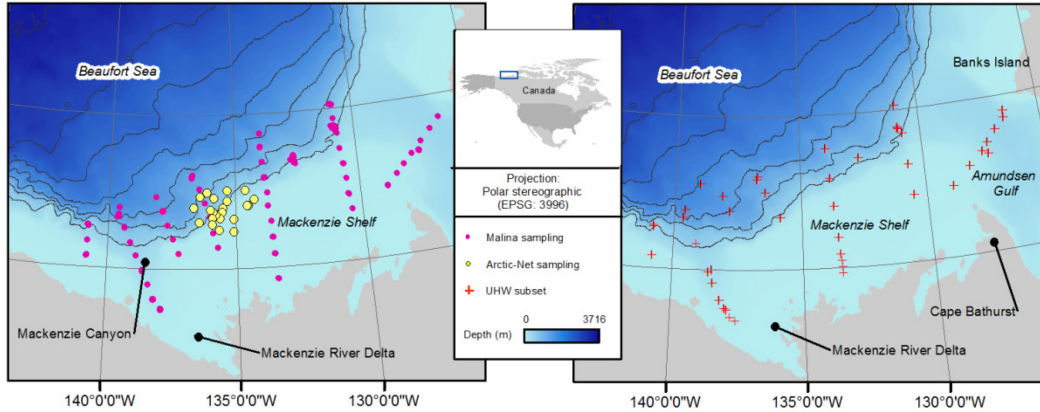 Beaufort Sea
Mackenzie Shelf
Mackenzie Canyon
Mackenzie River Delta
140°0'0"W
135°0'0"W
130°0'0"W
Canada
Projection:
Polar stereographic
(EPSG: 3996)
Malina sampling
Arctic-Net sampling
UHW subset
0 3716
Depth (m)
Beaufort Sea
Banks Island
Amundsen
Gulf
Mackenzie Shelf
Cape Bathurst
Mackenzie River Delta
140°0'0"W
135°0'0"W
130°0'0"W